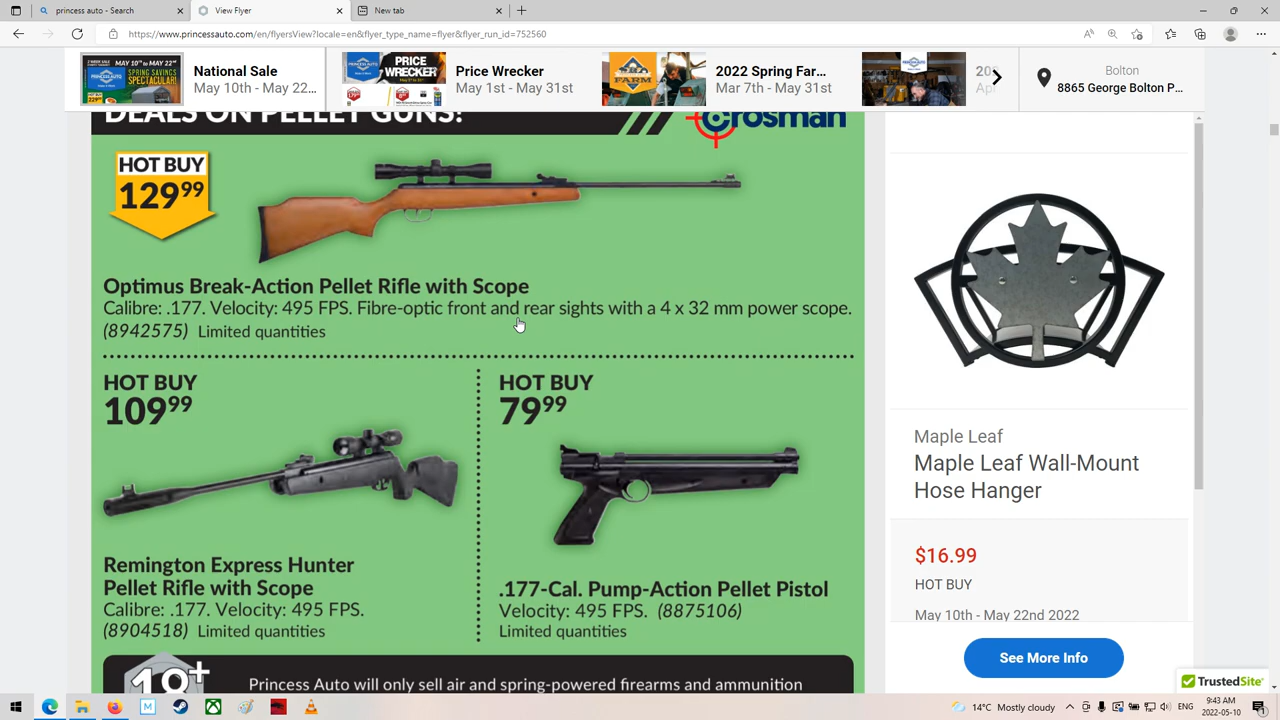 princess auto - Search
View Flyer
New tab
https://www.princessauto.com/en/flyersView?locale=en&flyer_type_name=flyer&flyer_run_id=752560
National Sale
May 10th - May 22...
Price Wrecker
May 1st - May 31st
2022 Spring Far...
Mar 7th - May 31st
Bolton
8865 George Bolton P...
DEALS ON PELLET GUNS!
Crosman
HOT BUY
129 99
Optimus Break-Action Pellet Rifle with Scope
Calibre: .177. Velocity: 495 FPS. Fibre-optic front and rear sights with a 4 x 32 mm power scope.
(8942575) Limited quantities
HOT BUY
109 99
Remington Express Hunter
Pellet Rifle with Scope
Calibre: .177. Velocity: 495 FPS.
(8904518) Limited quantities
HOT BUY
79 99
.177-Cal. Pump-Action Pellet Pistol
Velocity: 495 FPS. (8875106)
Limited quantities
18+
Princess Auto will only sell air and spring-powered firearms and ammunition
Maple Leaf
Maple Leaf Wall-Mount
Hose Hanger
$16.99
HOT BUY
May 10th - May 22nd 2022
See More Info
TrustedSite
14°C Mostly cloudy
ENG
9:43 AM
2022-05-10